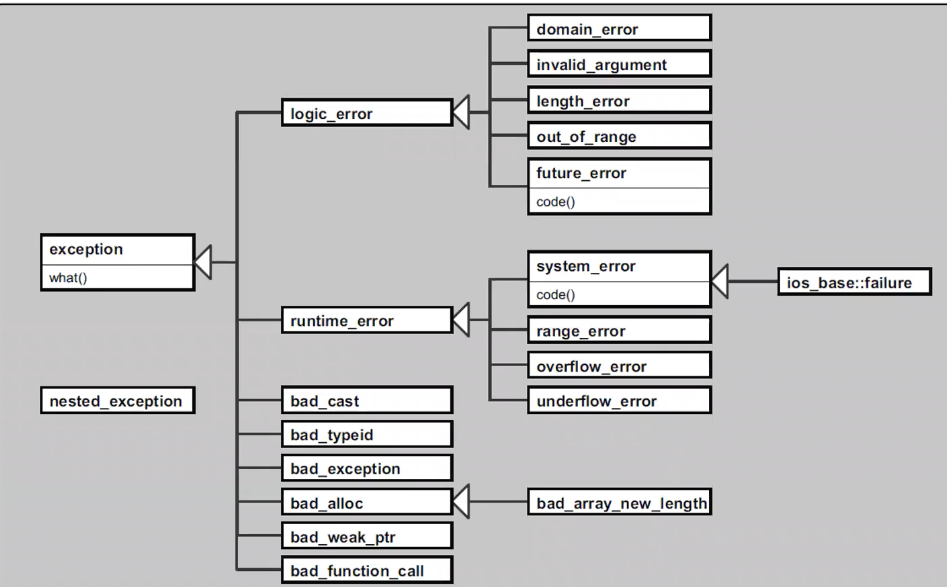 domain_error
invalid_argument
logic_error
length_error
out_of_range
future_error
code()
exception
what()
system_error
code()
ios_base::failure
runtime_error
range_error
overflow_error
nested_exception
bad_cast
underflow_error
bad_typeid
bad_exception
bad_alloc
bad_array_new_length
bad_weak_ptr
bad_function_call